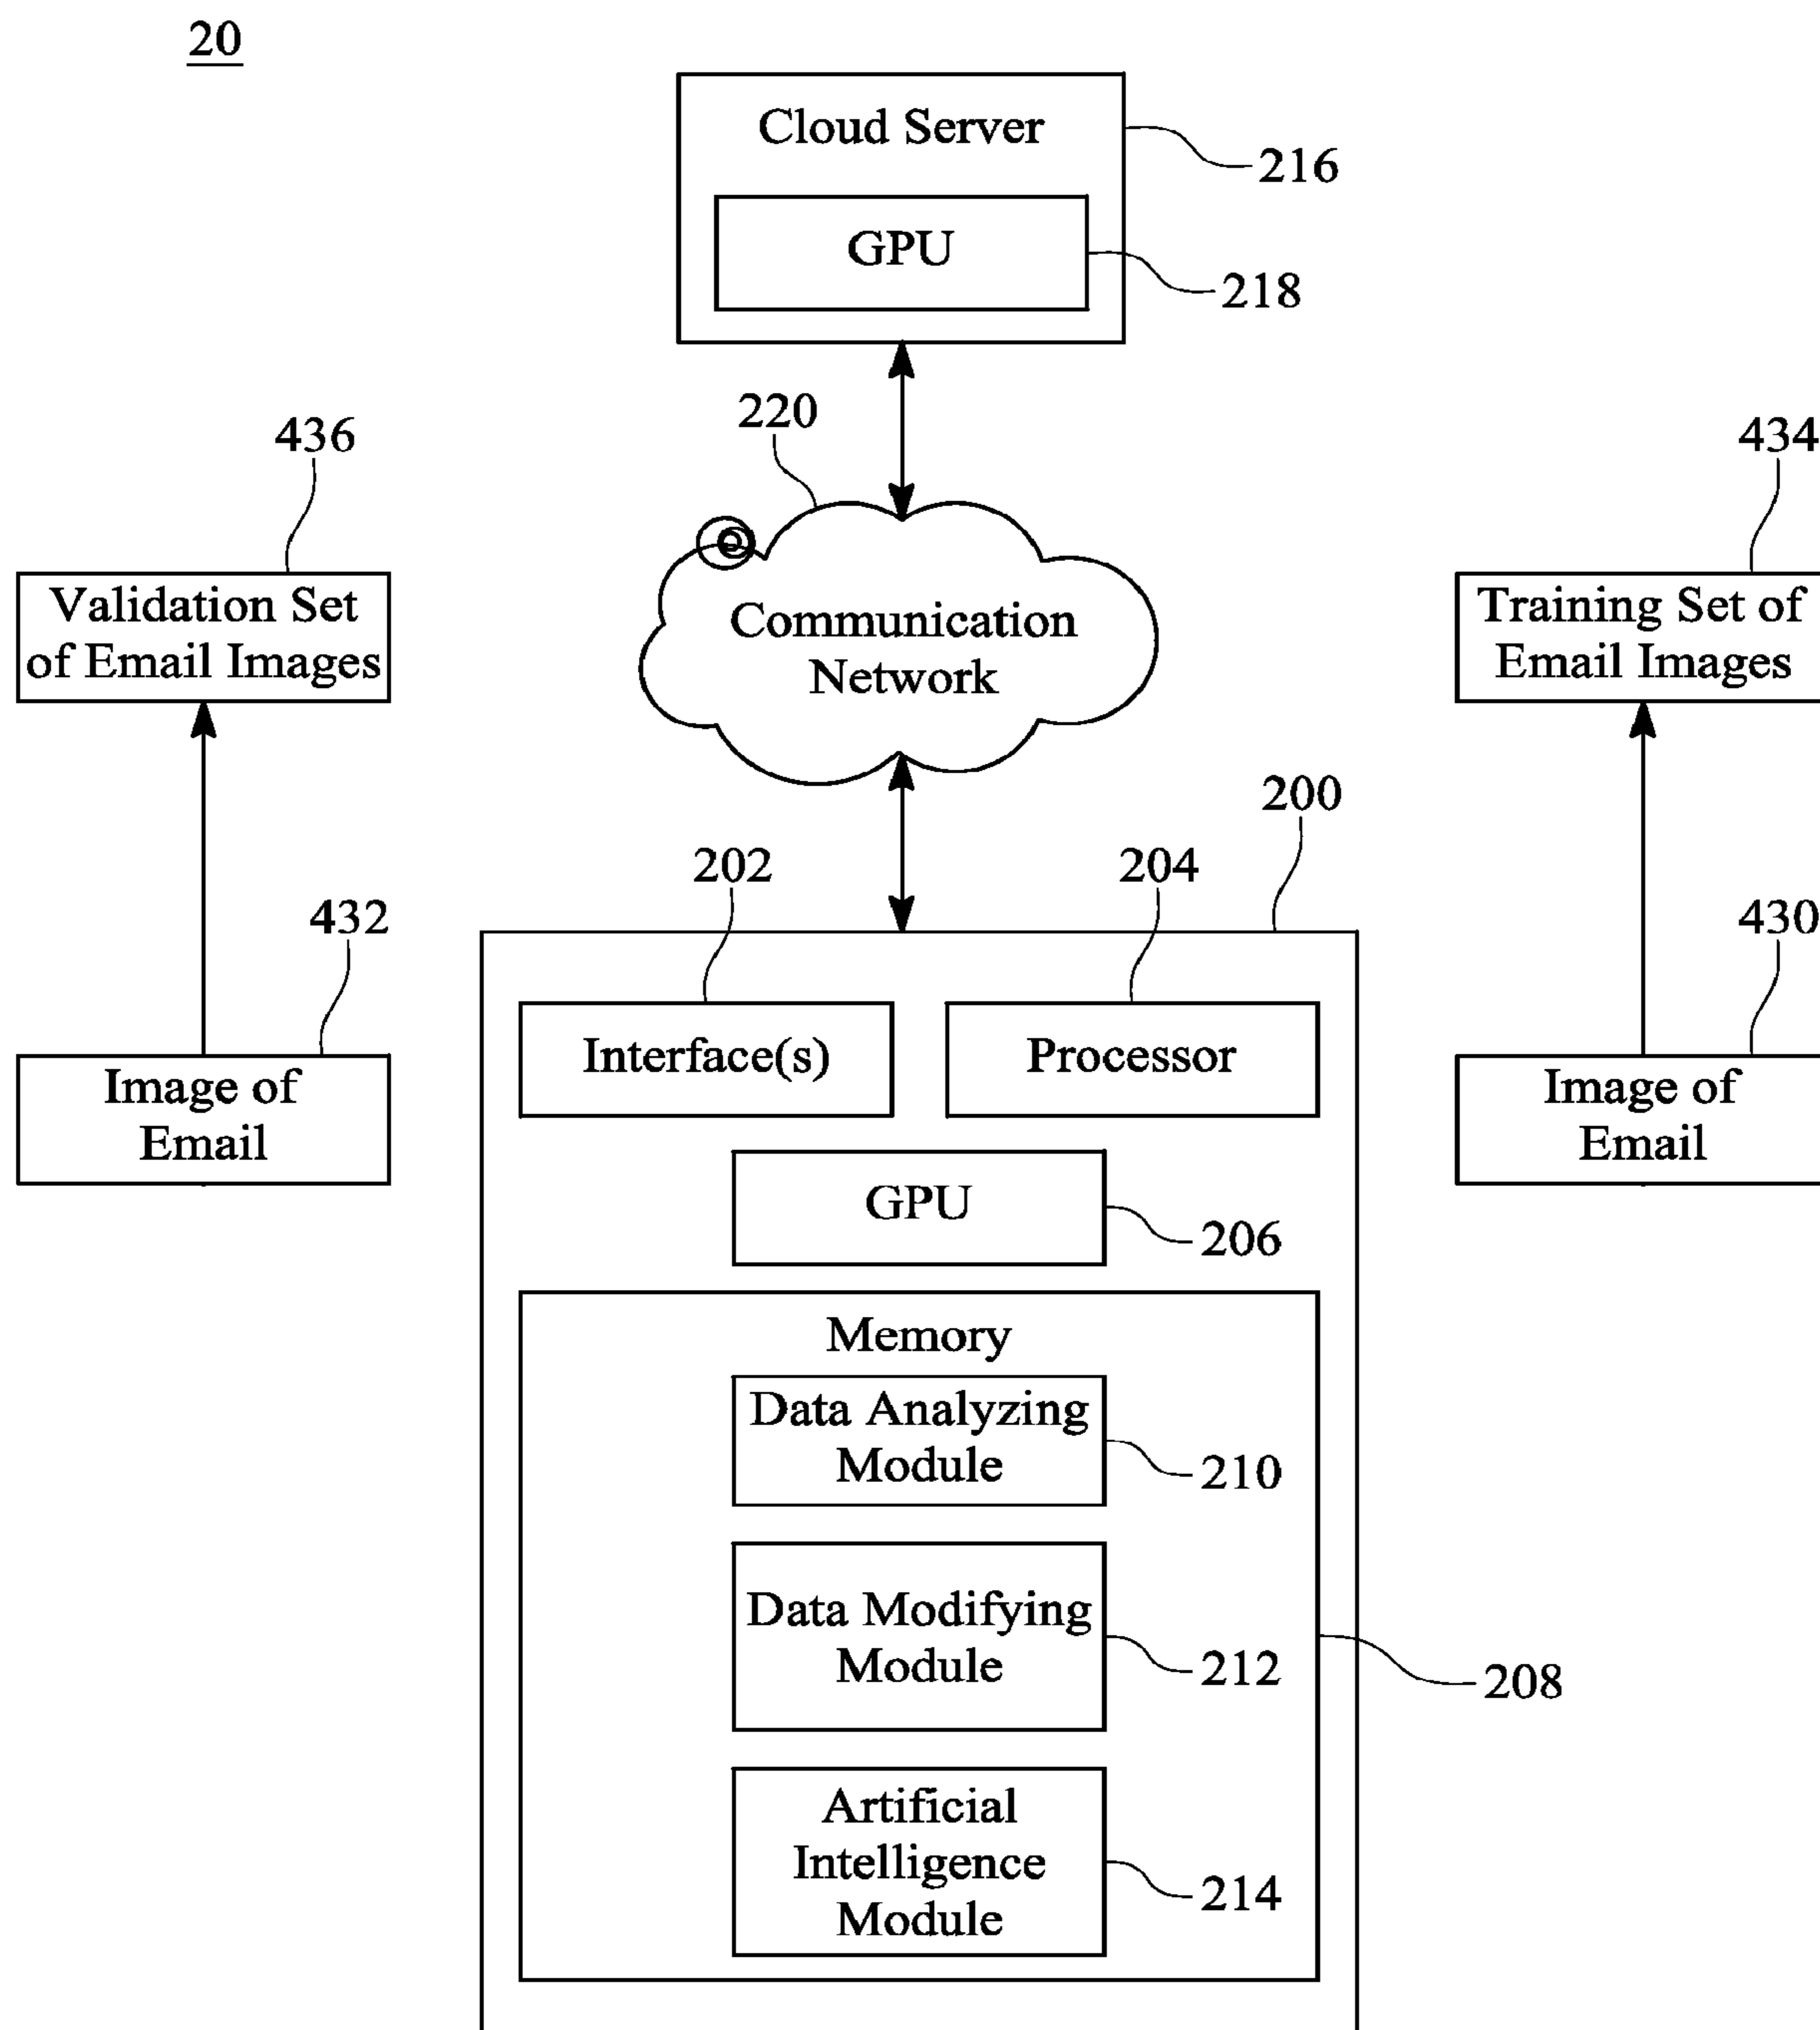 20
Cloud Server
216
GPU
218
220
436
434
Communication
Network
Validation Set
of Email Images
Training Set of
Email Images
200
202
204
432
430
Interface(s)
Processor
Image of
Email
Image of
Email
GPU
206
Memory
Data Analyzing
Module
210
Data Modifying
Module
212
208
Artificial
Intelligence
Module
214